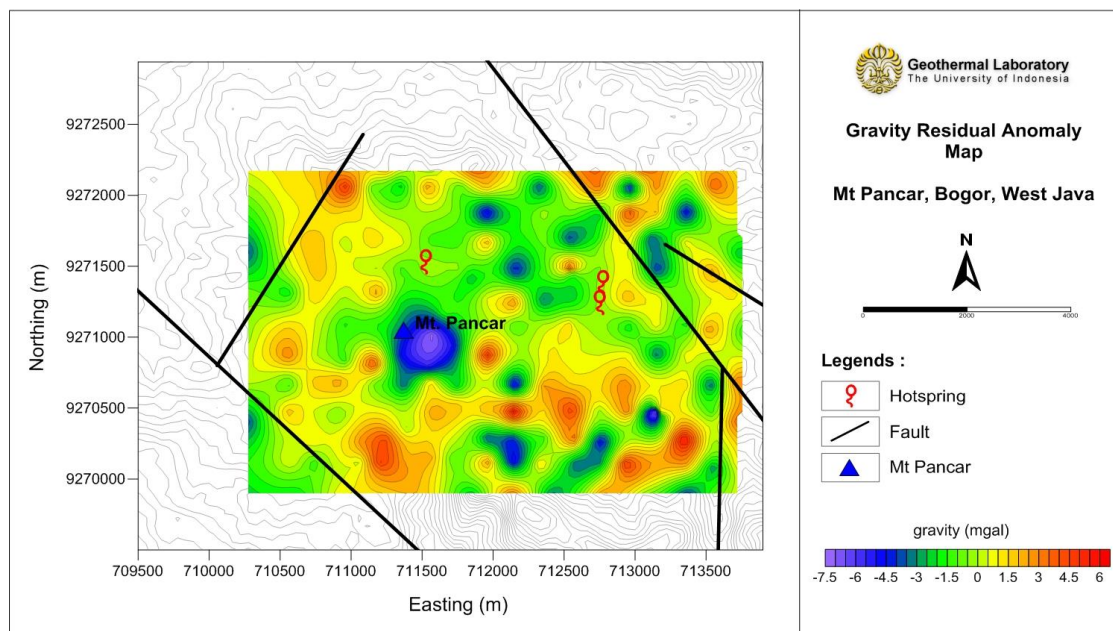 Geothermal Laboratory
The University of Indonesia
Gravity Residual Anomaly
Map
Mt Pancar, Bogor, West Java
N
0 2000 4000
Legends :
Hotspring
Fault
Mt Pancar
gravity (mgal)
-7.5 -6 -4.5 -3 -1.5 0 1.5 3 4.5 6
Northing (m)
9272500
9272000
9271500
9271000
9270500
9270000
Mt. Pancar
709500 710000 710500 711000 711500 712000 712500 713000 713500
Easting (m)